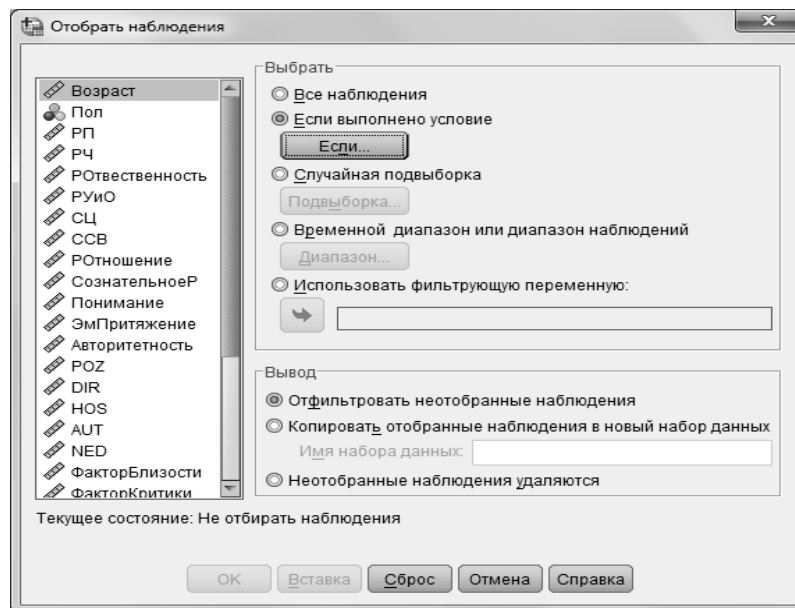 Отобрать наблюдения
Возраст
Пол
РП
РЧ
РОтвественность
РУиО
СЦ
ССВ
РОтношение
СознательноеР
Понимание
ЭмПритяжение
Авторитетность
POZ
DIR
HOS
AUT
NED
ФакторБлизости
ФакторКритики
Выбрать
Все наблюдения
Если выполнено условие
Если...
Случайная подвыборка
Подвыборка...
Временной диапазон или диапазон наблюдений
Диапазон...
Использовать фильтрующую переменную:
Вывод
Отфильтровать неотобранные наблюдения
Копировать отобранные наблюдения в новый набор данных
Имя набора данных:
Неотобранные наблюдения удаляются
Текущее состояние: Не отбирать наблюдения
OK Вставка Сброс Отмена Справка